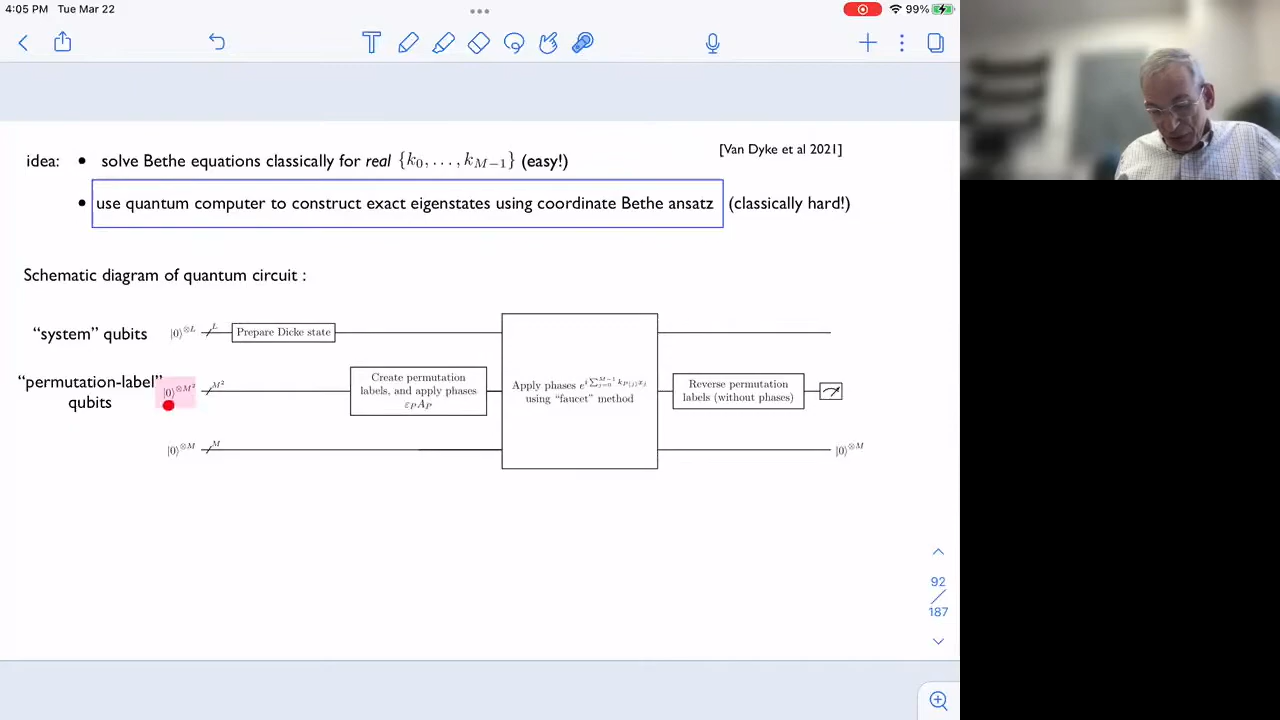 4:05 PM Tue Mar 22
99%
idea: • solve Bethe equations classically for real {k_0, . . . , k_{M−1}} (easy!)
[Van Dyke et al 2021]
• use quantum computer to construct exact eigenstates using coordinate Bethe ansatz (classically hard!)
Schematic diagram of quantum circuit :
“system” qubits |0⟩^{⊗L} L Prepare Dicke state
“permutation-label” qubits
|0⟩^{⊗M²} M²
Create permutation
labels, and apply phases
ε_P A_P
Apply phases e^{i∑_{j=0}^{M−1} k_{P(j)} x_j}
using “faucet” method
Reverse permutation
labels (without phases)
|0⟩^{⊗M} M |0⟩^{⊗M}
92
187